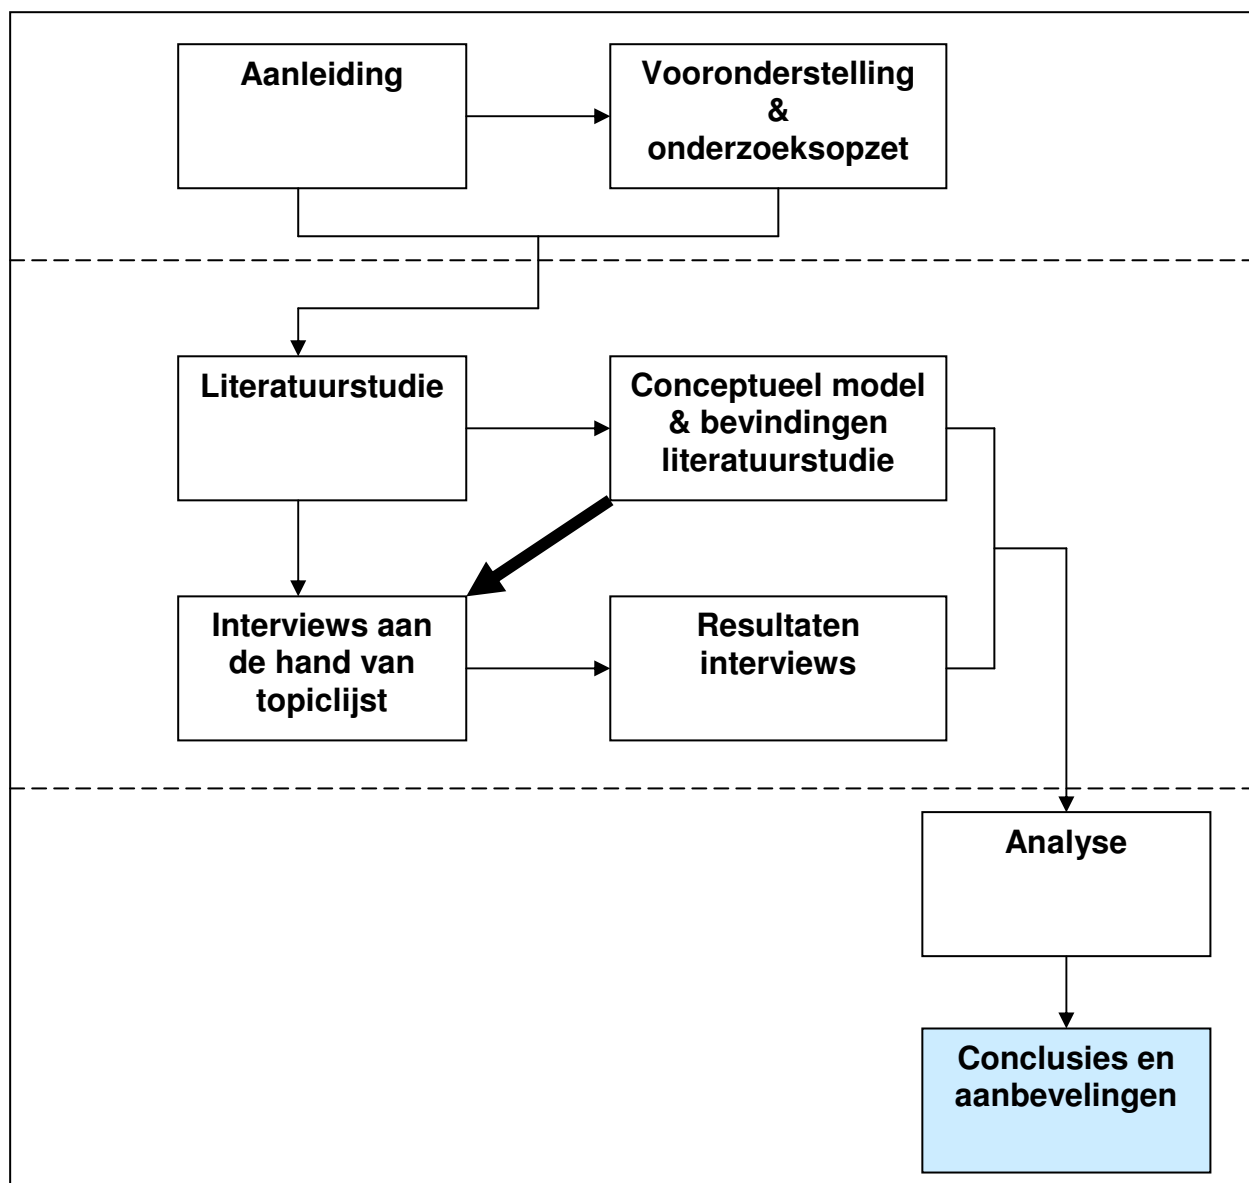 Aanleiding
Vooronderstelling
&
onderzoeksopzet
Literatuurstudie
Conceptueel model
& bevindingen
literatuurstudie
Interviews aan
de hand van
topiclijst
Resultaten
interviews
Analyse
Conclusies en
aanbevelingen